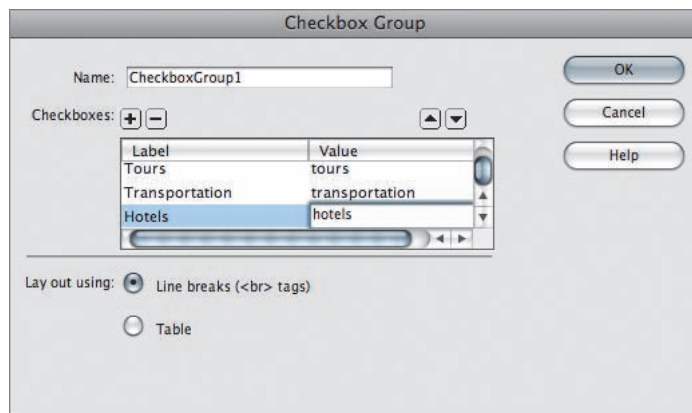 Checkbox Group
Name: CheckboxGroup1
OK
Checkboxes:
Cancel
Help
Label Value
Tours tours
Transportation transportation
Hotels hotels
Lay out using: Line breaks (<br> tags)
Table